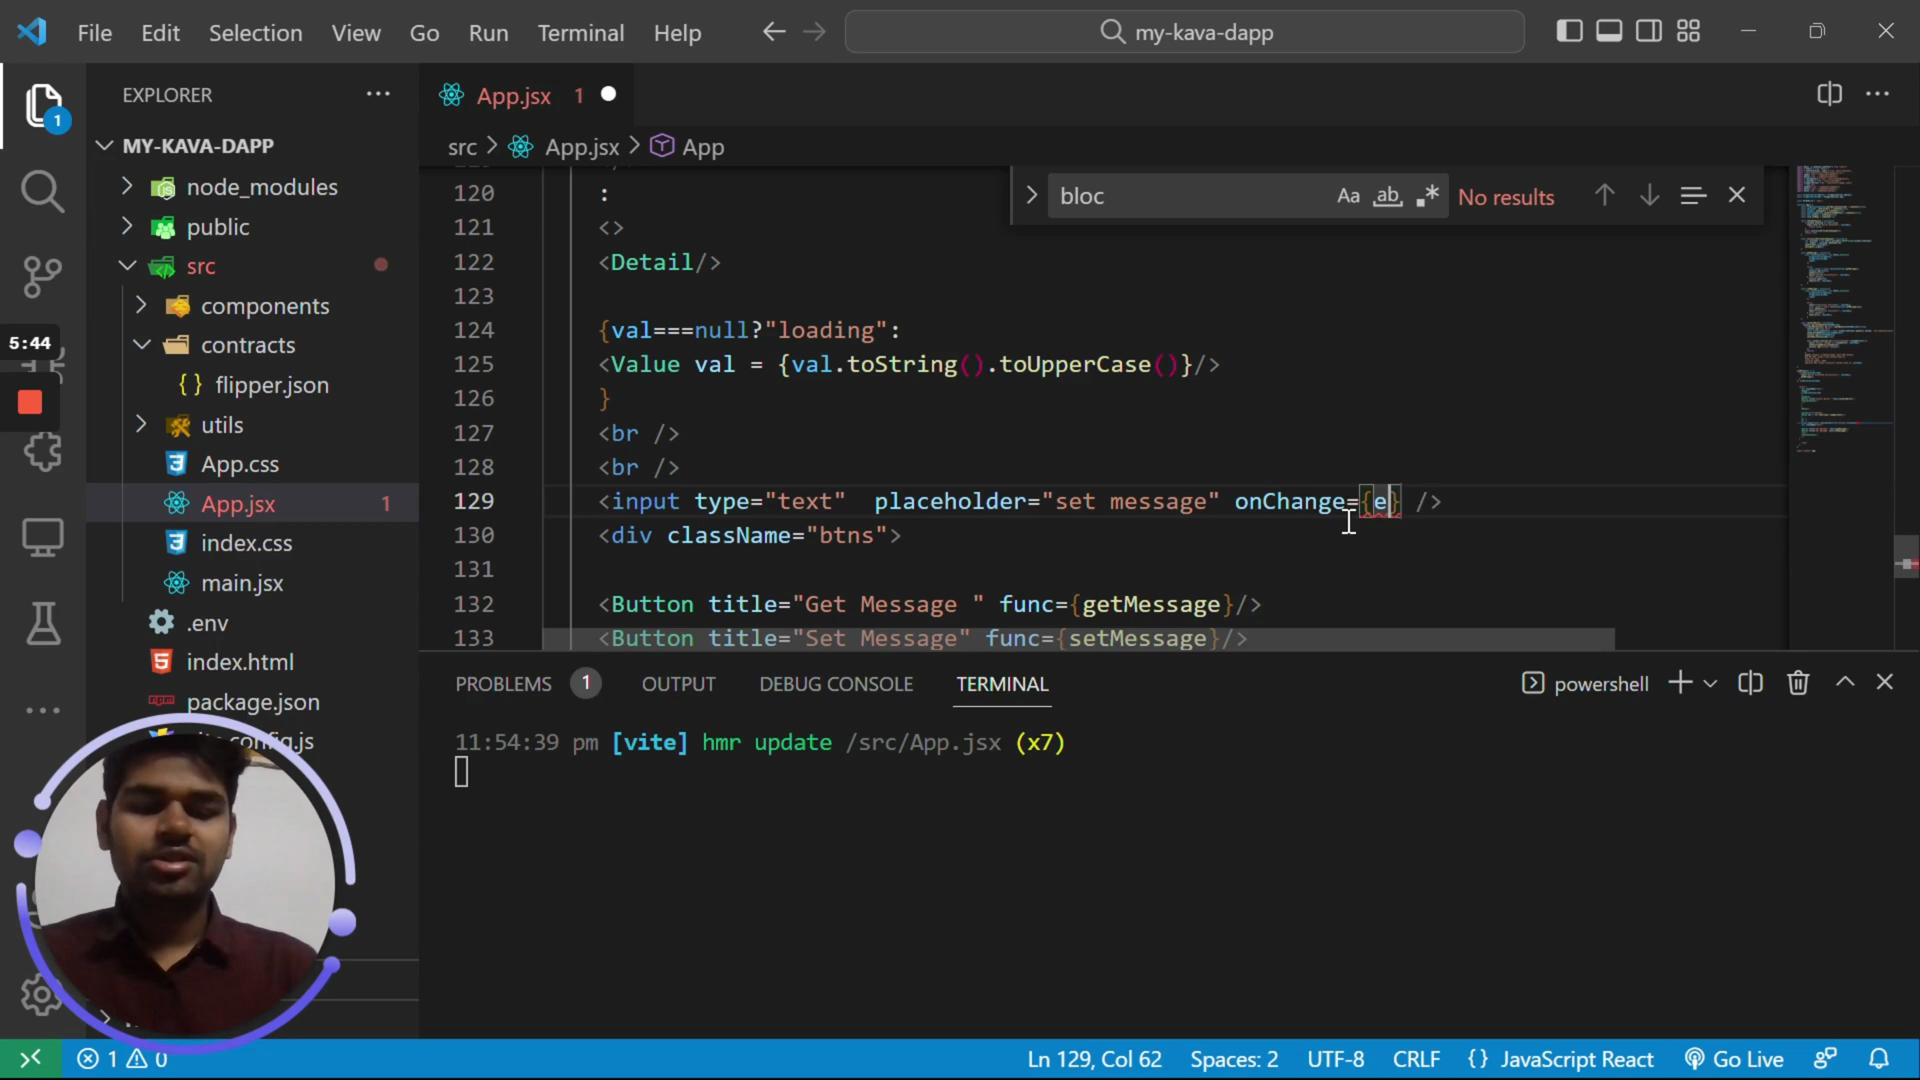 File Edit Selection View Go Run Terminal Help
my-kava-dapp
EXPLORER
MY-KAVA-DAPP
node_modules
public
src
components
contracts
flipper.json
utils
App.css
App.jsx 1
index.css
main.jsx
.env
index.html
package.json
1
5:44
App.jsx 1
src > App.jsx > App
bloc
Aa ab .*
No results
120 :
121 <>
122 <Detail/>
123
124 {val===null?"loading":
125 <Value val = {val.toString().toUpperCase()}/>
126 }
127 <br />
128 <br />
129 <input type="text"  placeholder="set message" onChange={e} />
130 <div className="btns">
131
132 <Button title="Get Message " func={getMessage}/>
133 <Button title="Set Message" func={setMessage}/>
PROBLEMS 1 OUTPUT DEBUG CONSOLE TERMINAL
powershell
11:54:39 pm [vite] hmr update /src/App.jsx (x7)
1 0
Ln 129, Col 62 Spaces: 2 UTF-8 CRLF {} JavaScript React Go Live